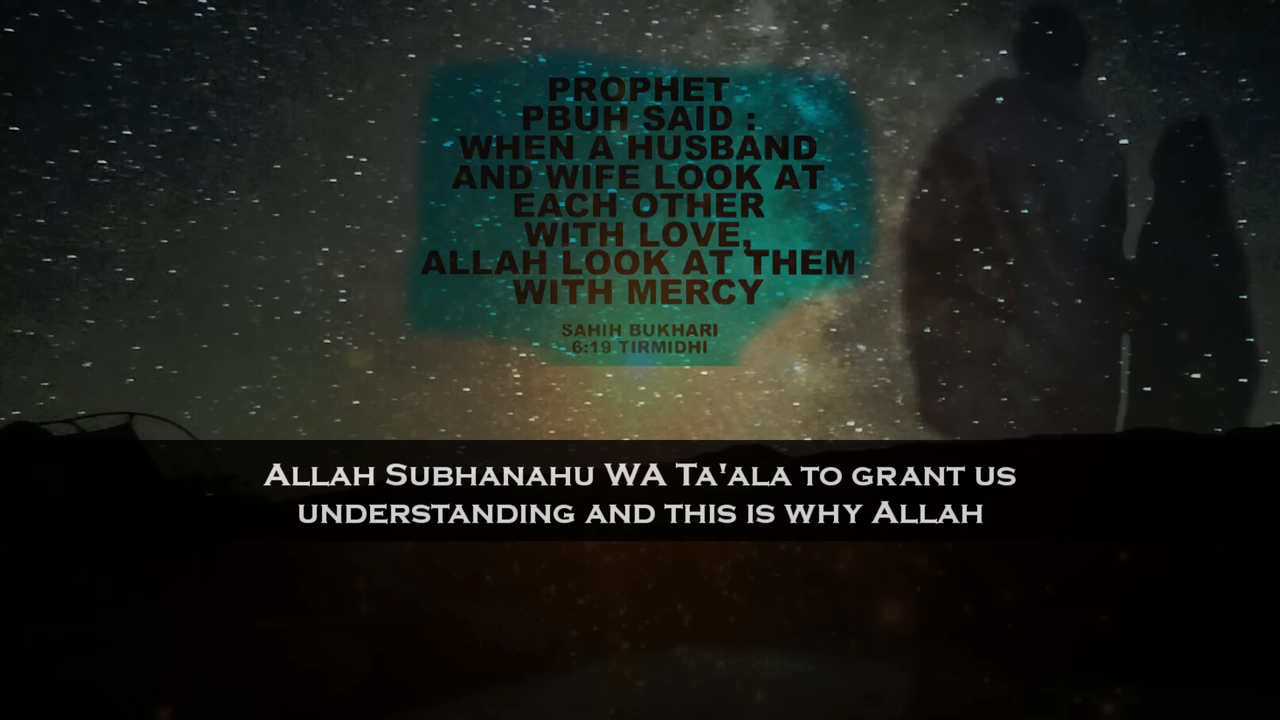 PROPHET
PBUH SAID :
WHEN A HUSBAND
AND WIFE LOOK AT
EACH OTHER
WITH LOVE,
ALLAH LOOK AT THEM
WITH MERCY
SAHIH BUKHARI
6:19 TIRMIDHI
ALLAH SUBHANAHU WA TA'ALA TO GRANT US
UNDERSTANDING AND THIS IS WHY ALLAH